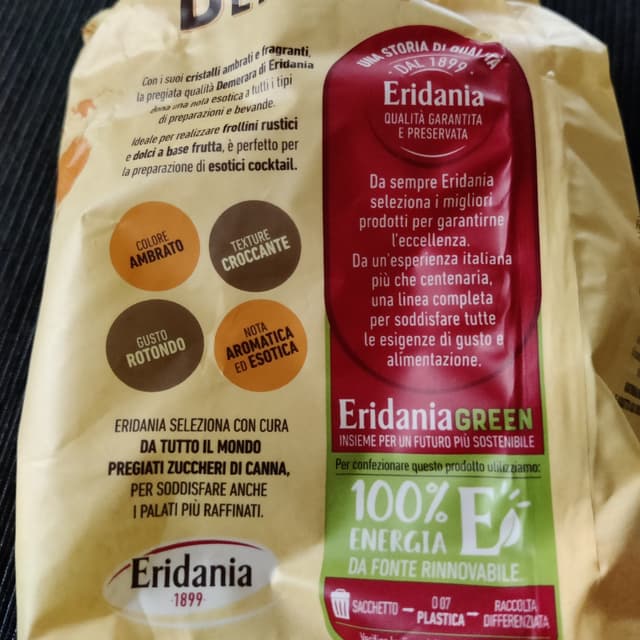 Con i suoi cristalli ambrati e fragranti,
la pregiata qualità Demerara di Eridania
dona una nota esotica a tutti i tipi
di preparazioni e bevande.
Ideale per realizzare frollini rustici
e dolci a base frutta, è perfetto per
la preparazione di esotici cocktail.
COLORE
AMBRATO
TEXTURE
CROCCANTE
GUSTO
ROTONDO
NOTA
AROMATICA
ED ESOTICA
ERIDANIA SELEZIONA CON CURA
DA TUTTO IL MONDO
PREGIATI ZUCCHERI DI CANNA,
PER SODDISFARE ANCHE
I PALATI PIÙ RAFFINATI.
Eridania
·1899·
UNA STORIA DI QUALITÀ
DAL 1899
Eridania
QUALITÀ GARANTITA
E PRESERVATA
Da sempre Eridania
seleziona i migliori
prodotti per garantirne
l'eccellenza.
Da un'esperienza italiana
più che centenaria,
una linea completa
per soddisfare tutte
le esigenze di gusto e
alimentazione.
EridaniaGREEN
INSIEME PER UN FUTURO PIÙ SOSTENIBILE
Per confezionare questo prodotto utilizziamo:
100% E
ENERGIA
DA FONTE RINNOVABILE
SACCHETTO — O 07 PLASTICA — RACCOLTA DIFFERENZIATA